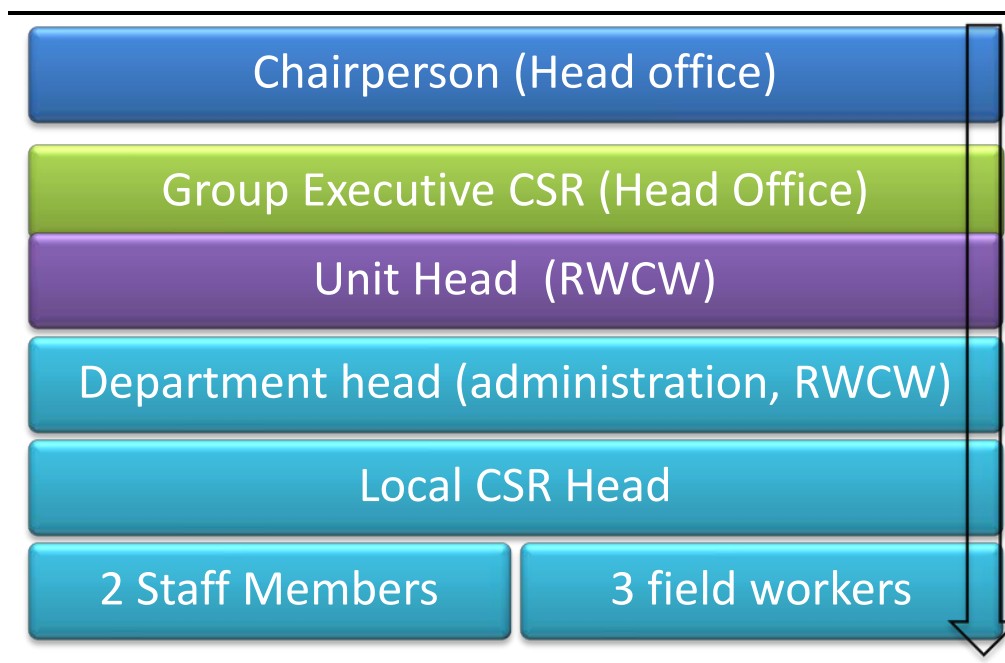 Chairperson (Head office)
Group Executive CSR (Head Office)
Unit Head  (RWCW)
Department head (administration, RWCW)
Local CSR Head
2 Staff Members
3 field workers